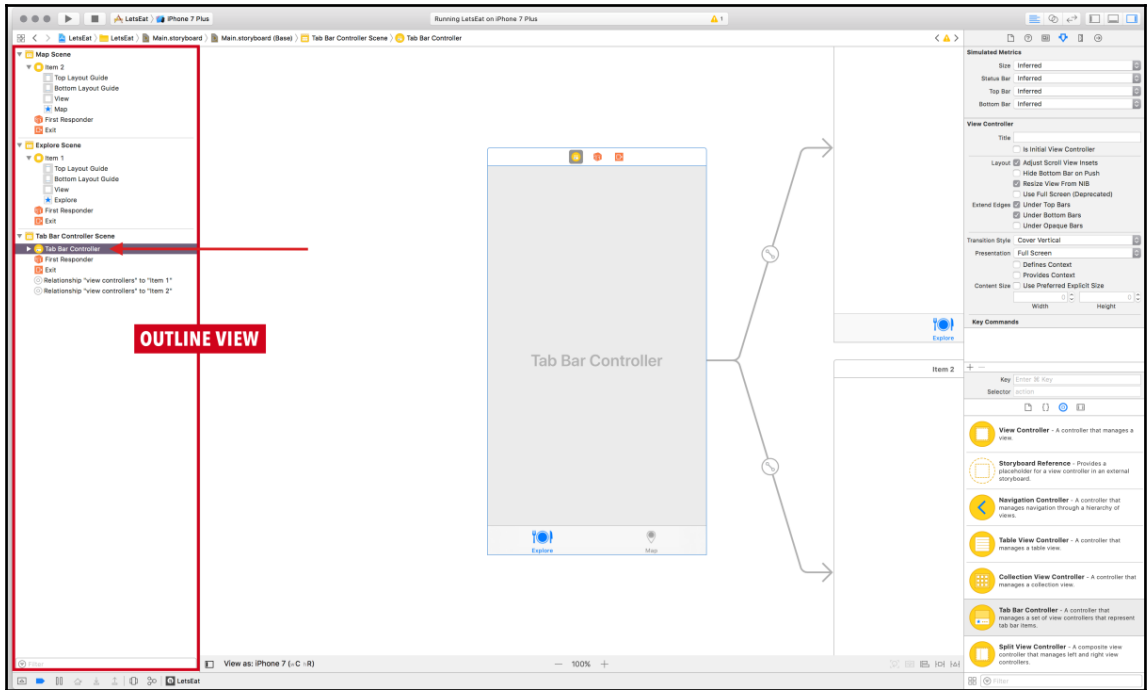 LetsEat
iPhone 7 Plus
Running LetsEat on iPhone 7 Plus
1
LetsEat
LetsEat
Main.storyboard
Main.storyboard (Base)
Tab Bar Controller Scene
Tab Bar Controller
Map Scene
Item 2
Top Layout Guide
Bottom Layout Guide
View
Map
First Responder
Exit
Explore Scene
Item 1
Top Layout Guide
Bottom Layout Guide
View
Explore
First Responder
Exit
Tab Bar Controller Scene
Tab Bar Controller
First Responder
Exit
Relationship "view controllers" to "Item 1"
Relationship "view controllers" to "Item 2"
OUTLINE VIEW
Filter
Tab Bar Controller
Explore
Map
Explore
Item 2
View as: iPhone 7 (wC hR)
100%
LetsEat
Simulated Metrics
Size Inferred
Status Bar Inferred
Top Bar Inferred
Bottom Bar Inferred
View Controller
Title
Is Initial View Controller
Layout Adjust Scroll View Insets
Hide Bottom Bar on Push
Resize View From NIB
Use Full Screen (Deprecated)
Extend Edges Under Top Bars
Under Bottom Bars
Under Opaque Bars
Transition Style Cover Vertical
Presentation Full Screen
Defines Context
Provides Context
Content Size Use Preferred Explicit Size
0 0
Width Height
Key Commands
Key Enter ⌘ Key
Selector action
View Controller - A controller that manages a
view.
Storyboard Reference - Provides a
placeholder for a view controller in an external
storyboard.
Navigation Controller - A controller that
manages navigation through a hierarchy of
views.
Table View Controller - A controller that
manages a table view.
Collection View Controller - A controller that
manages a collection view.
Tab Bar Controller - A controller that
manages a set of view controllers that represent
tab bar items.
Split View Controller - A composite view
controller that manages left and right view
controllers.
Filter